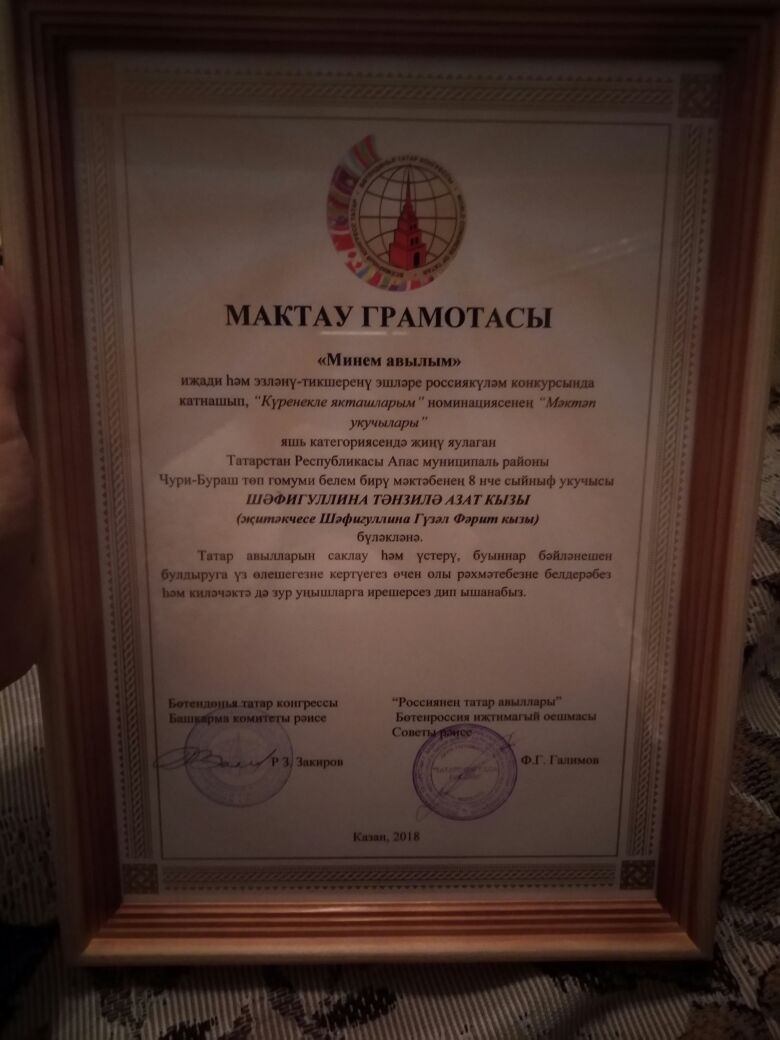 МАКТАУ ГРАМОТАСЫ
«Минем авылым»
иҗади һәм эзләнү-тикшеренү эшләре россиякүләм конкурсында
катнашып, "Күренекле якташларым" номинациясенең "Мәктәп
укучылары"
яшь категориясендә җиңү яулаган
Татарстан Республикасы Апас муниципаль районы
Чури-Бураш төп гомуми белем бирү мәктәбенең 8 нче сыйныф укучысы
ШӘФИГУЛЛИНА ТӘНЗИЛӘ АЗАТ КЫЗЫ
(җитәкчесе Шәфигуллина Гүзәл Фәрит кызы)
бүләкләнә.
Татар авылларын саклау һәм үстерү, буыннар бәйләнешен
булдыруга үз өлешегезне кертүегез өчен олы рәхмәтебезне белдерәбез
һәм киләчәктә дә зур уңышларга ирешерсез дип ышанабыз.
Бөтендөнья татар конгрессы
Башкарма комитеты рәисе
Р.З. Закиров
"Россиянең татар авыллары"
Бөтенроссия иҗтимагый оешмасы
Советы рәисе
Ф.Г. Галимов
Казан, 2018